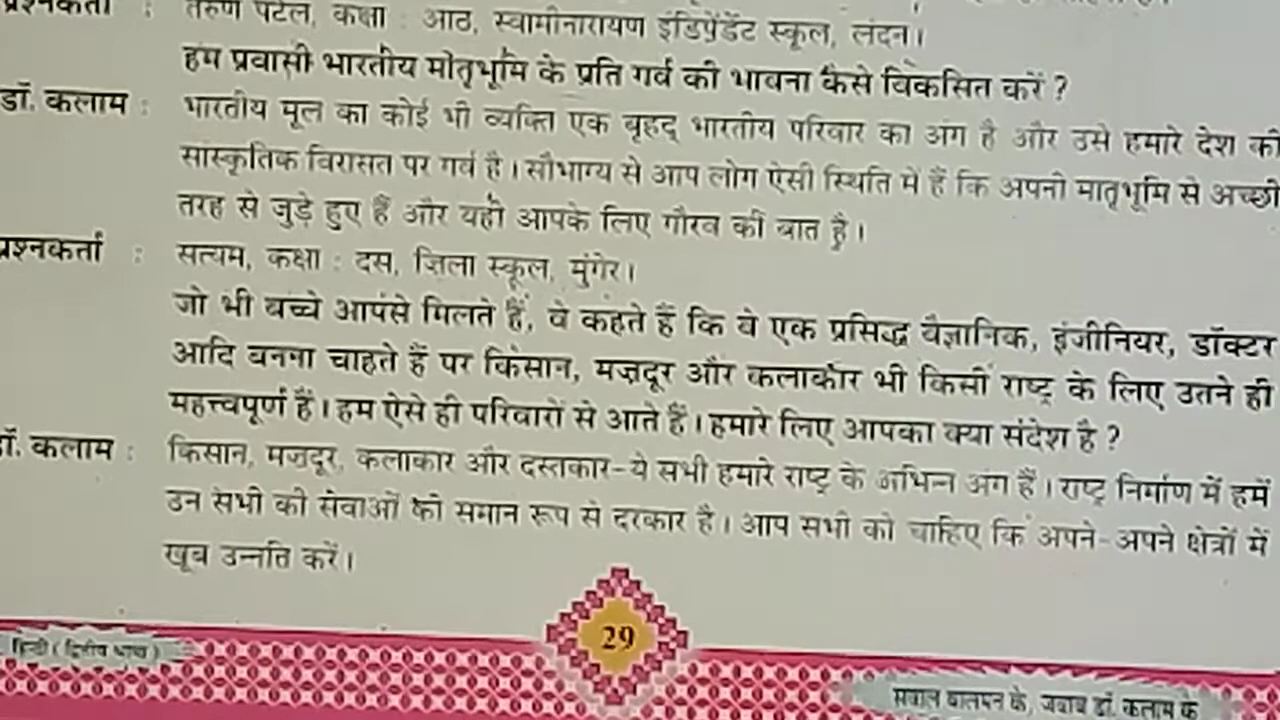 प्रश्नकर्ता : तरुण पटेल, कक्षा : आठ, स्वामीनारायण इंडिपेंडेंट स्कूल, लंदन।
हम प्रवासी भारतीय मातृभूमि के प्रति गर्व की भावना कैसे विकसित करें ?
डॉ. कलाम : भारतीय मूल का कोई भी व्यक्ति एक बृहद् भारतीय परिवार का अंग है और उसे हमारे देश की
सांस्कृतिक विरासत पर गर्व है। सौभाग्य से आप लोग ऐसी स्थिति में हैं कि अपनी मातृभूमि से अच्छी
तरह से जुड़े हुए हैं और यही आपके लिए गौरव की बात है।
प्रश्नकर्ता : सत्यम, कक्षा : दस, ज़िला स्कूल, मुंगेर।
जो भी बच्चे आपसे मिलते हैं, वे कहते हैं कि वे एक प्रसिद्ध वैज्ञानिक, इंजीनियर, डॉक्टर
आदि बनना चाहते हैं पर किसान, मज़दूर और कलाकार भी किसी राष्ट्र के लिए उतने ही
महत्त्वपूर्ण हैं। हम ऐसे ही परिवारों से आते हैं। हमारे लिए आपका क्या संदेश है ?
डॉ. कलाम : किसान, मज़दूर, कलाकार और दस्तकार-ये सभी हमारे राष्ट्र के अभिन्न अंग हैं। राष्ट्र निर्माण में हमें
उन सभी की सेवाओं की समान रूप से दरकार है। आप सभी को चाहिए कि अपने-अपने क्षेत्रों में
खूब उन्नति करें।
29
हिन्दी (द्वितीय भाषा)
सवाल बालमन के, जवाब डॉ. कलाम के